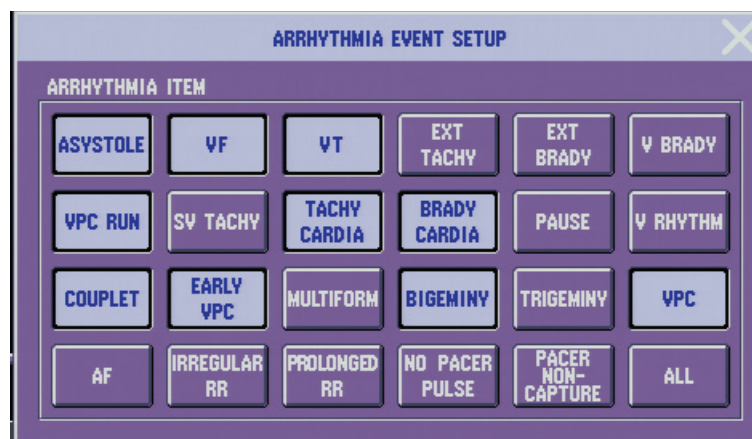 ARRHYTHMIA EVENT SETUP
ARRHYTHMIA ITEM
ASYSTOLE
VF
VT
EXT
TACHY
EXT
BRADY
V BRADY
VPC RUN
SV TACHY
TACHY
CARDIA
BRADY
CARDIA
PAUSE
V RHYTHM
COUPLET
EARLY
VPC
MULTIFORM
BIGEMINY
TRIGEMINY
VPC
AF
IRREGULAR
RR
PROLONGED
RR
NO PACER
PULSE
PACER
NON-
CAPTURE
ALL